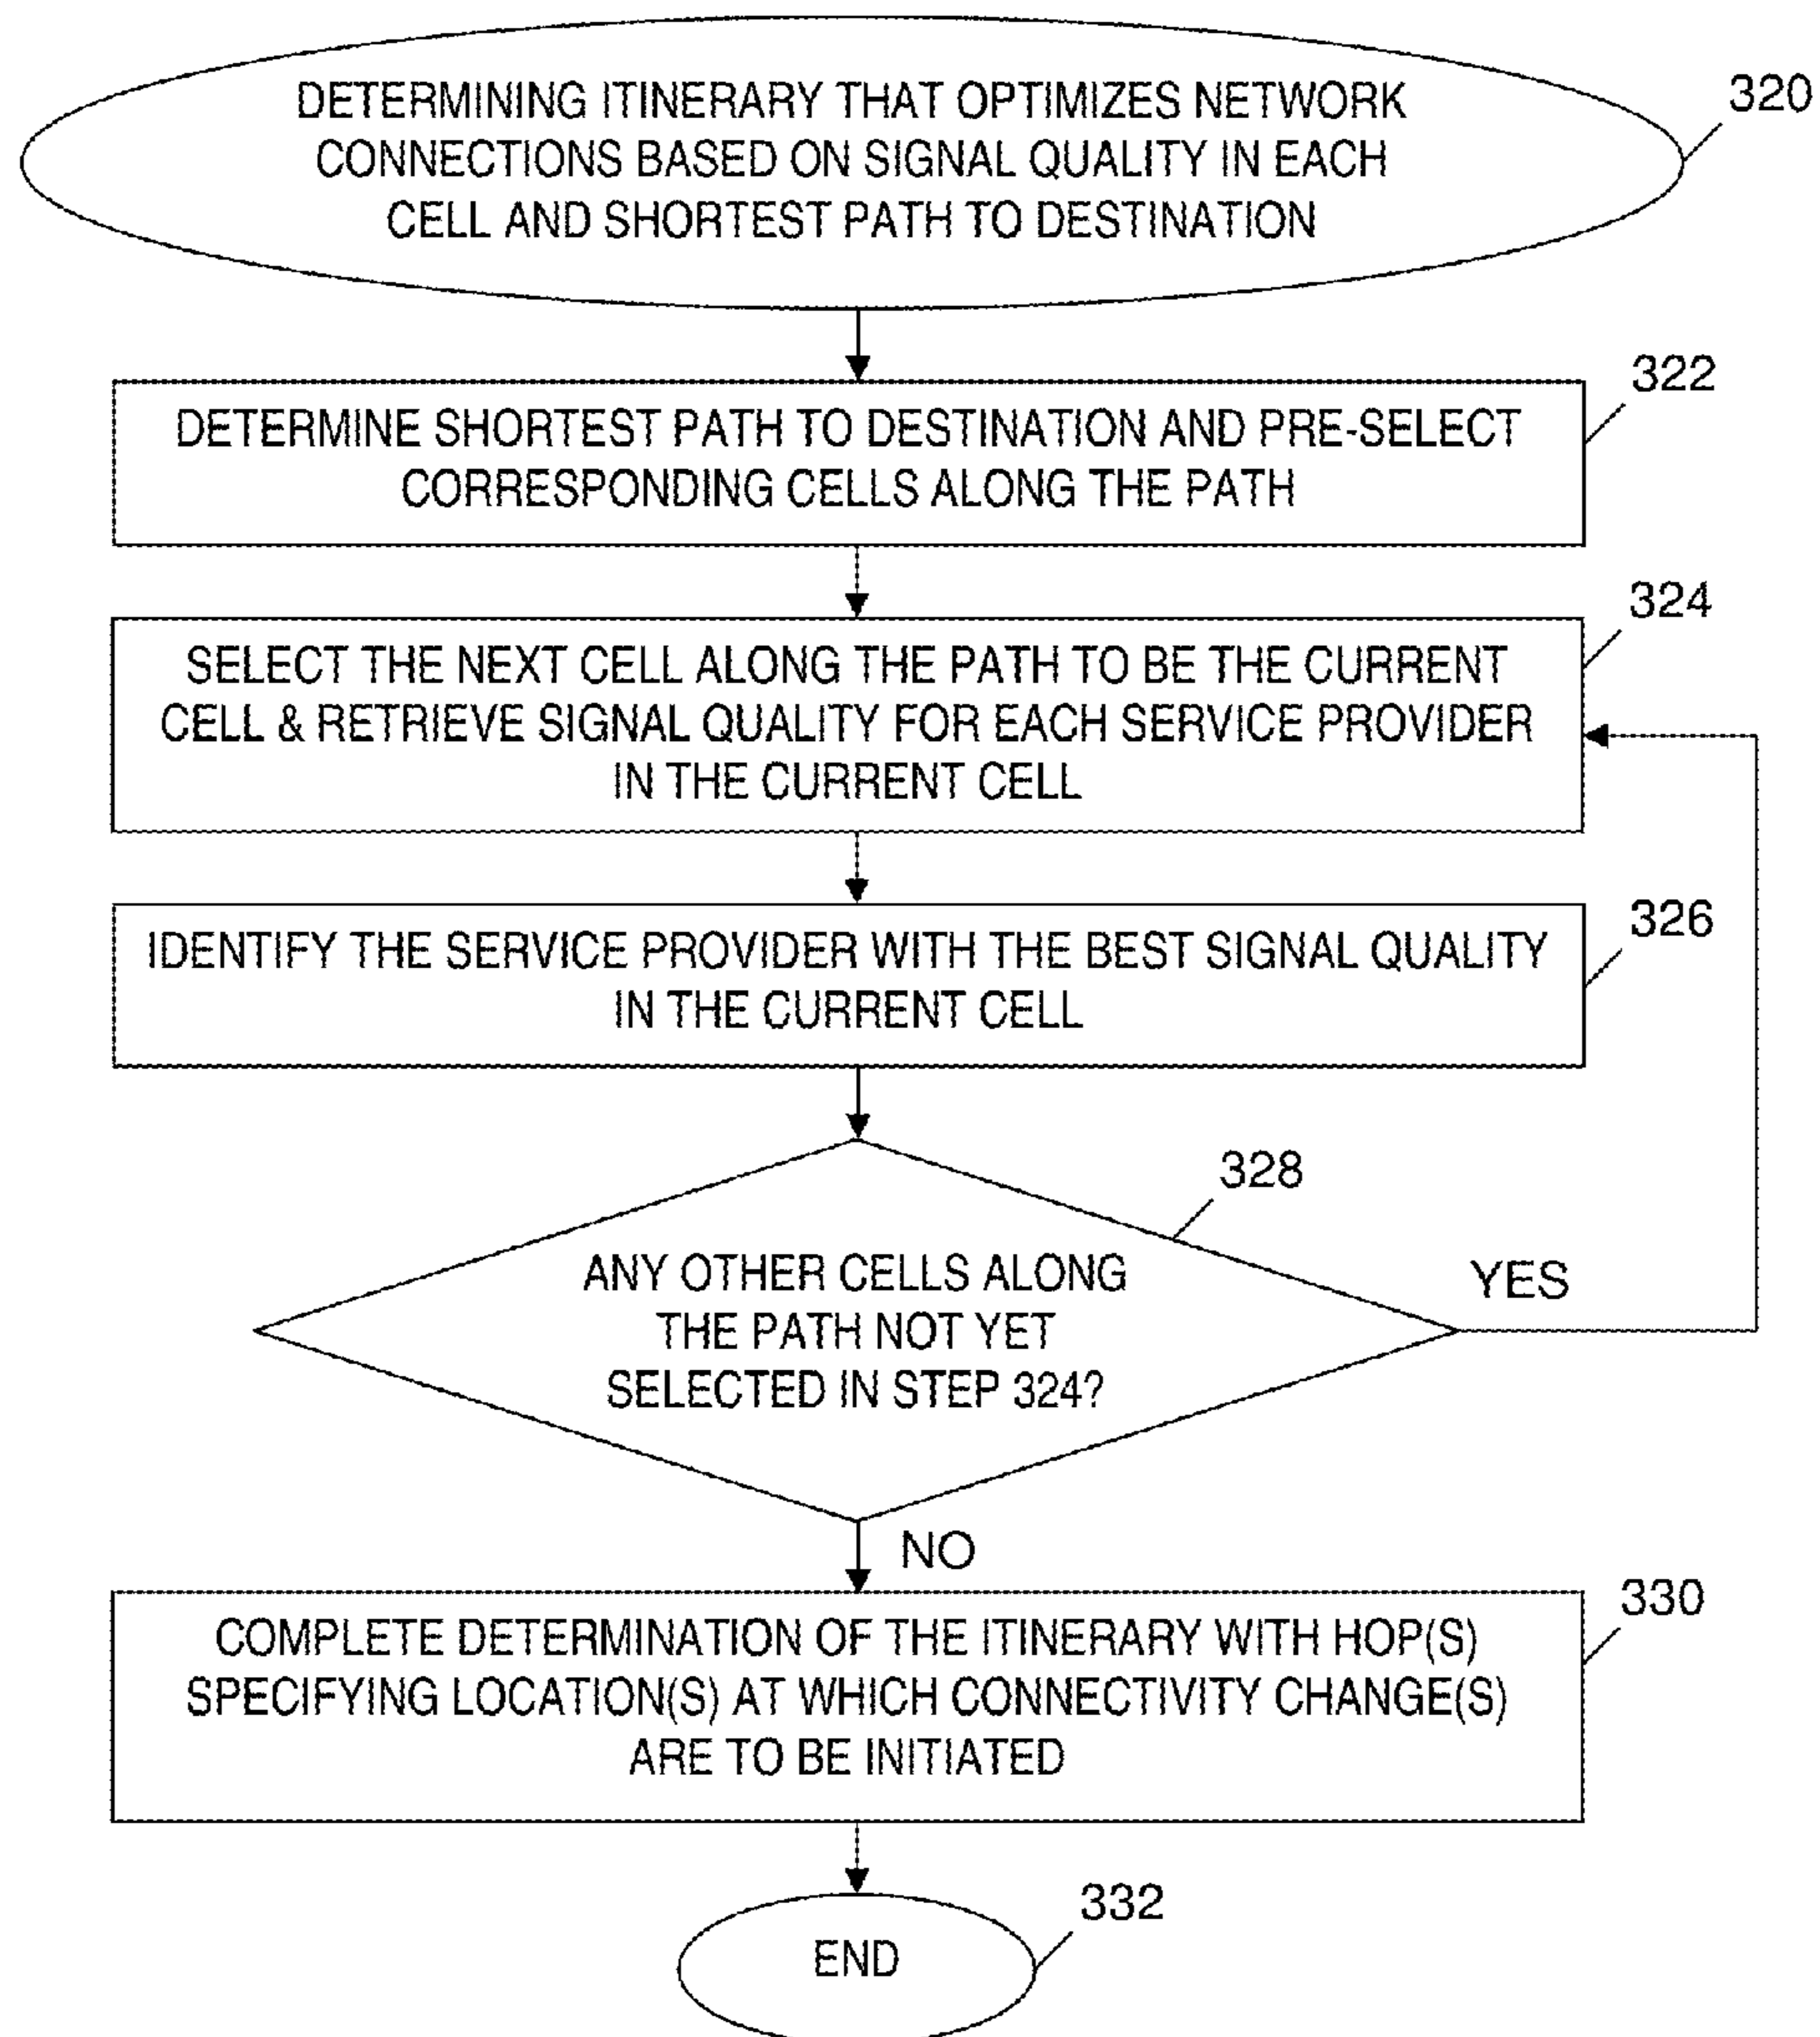 DETERMINING ITINERARY THAT OPTIMIZES NETWORK
CONNECTIONS BASED ON SIGNAL QUALITY IN EACH
CELL AND SHORTEST PATH TO DESTINATION
320
322
DETERMINE SHORTEST PATH TO DESTINATION AND PRE-SELECT
CORRESPONDING CELLS ALONG THE PATH
324
SELECT THE NEXT CELL ALONG THE PATH TO BE THE CURRENT
CELL & RETRIEVE SIGNAL QUALITY FOR EACH SERVICE PROVIDER
IN THE CURRENT CELL
326
IDENTIFY THE SERVICE PROVIDER WITH THE BEST SIGNAL QUALITY
IN THE CURRENT CELL
328
ANY OTHER CELLS ALONG
THE PATH NOT YET
SELECTED IN STEP 324?
YES
NO
330
COMPLETE DETERMINATION OF THE ITINERARY WITH HOP(S)
SPECIFYING LOCATION(S) AT WHICH CONNECTIVITY CHANGE(S)
ARE TO BE INITIATED
332
END